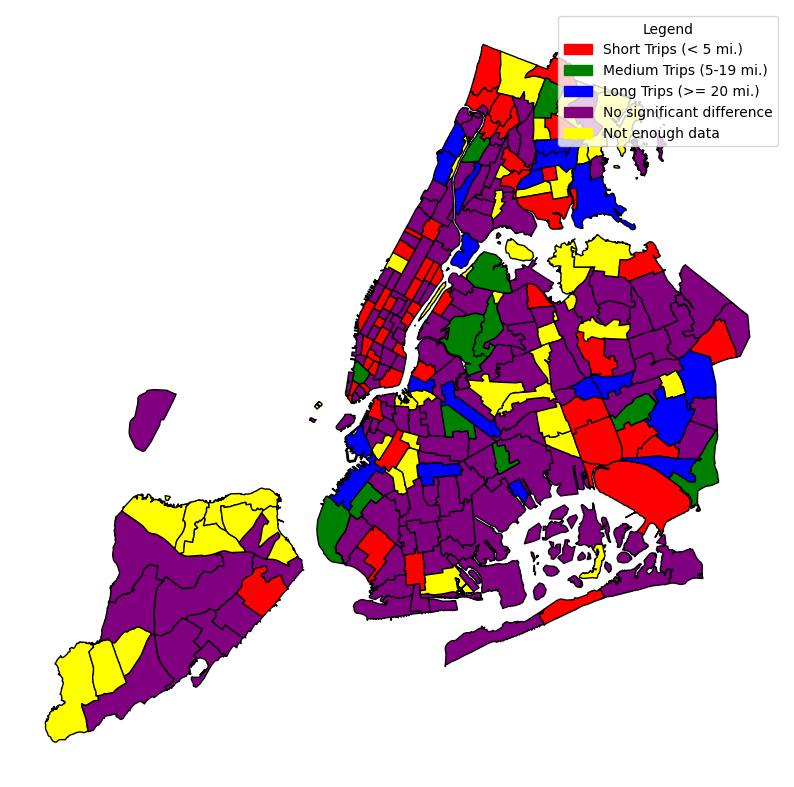 Legend
Short Trips (< 5 mi.)
Medium Trips (5-19 mi.)
Long Trips (>= 20 mi.)
No significant difference
Not enough data